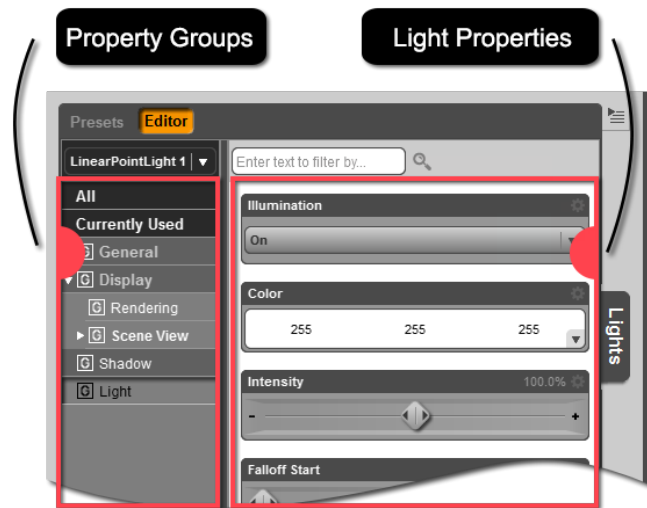 Property Groups
Light Properties
Presets Editor
LinearPointLight 1
Enter text to filter by...
All
Currently Used
G General
G Display
G Rendering
G Scene View
G Shadow
G Light
Illumination
On
Color
255 255 255
Intensity 100.0%
- +
Falloff Start
Lights